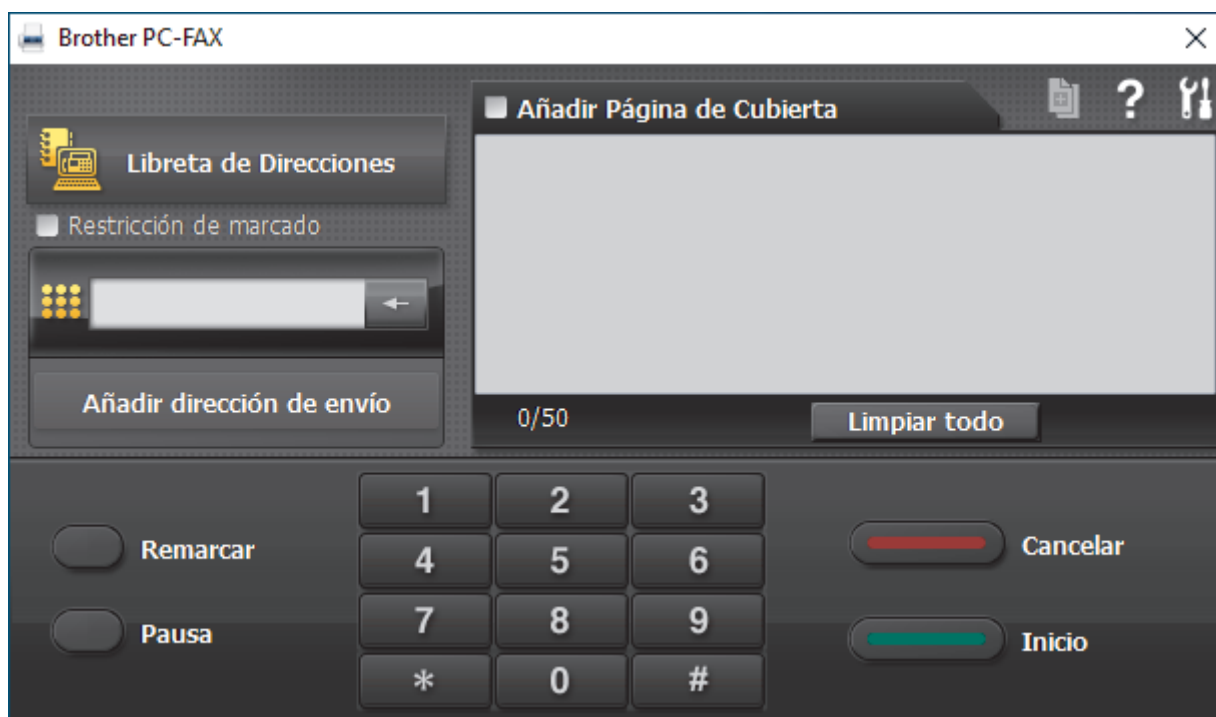 Brother PC-FAX
Añadir Página de Cubierta
?
Libreta de Direcciones
Restricción de marcado
Añadir dirección de envío
0/50
Limpiar todo
1 2 3
4 5 6
7 8 9
* 0 #
Remarcar
Pausa
Cancelar
Inicio